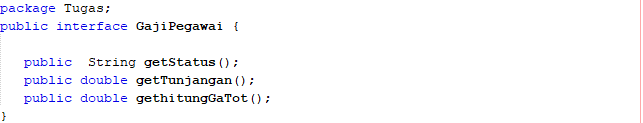 package Tugas;
public interface GajiPegawai {
public  String getStatus();
public double getTunjangan();
public double gethitungGaTot();
}